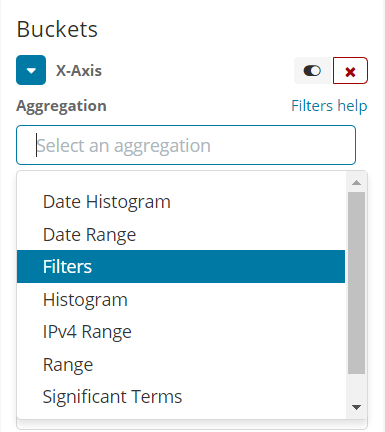 Buckets
X-Axis
Aggregation Filters help
Select an aggregation
Date Histogram
Date Range
Filters
Histogram
IPv4 Range
Range
Significant Terms